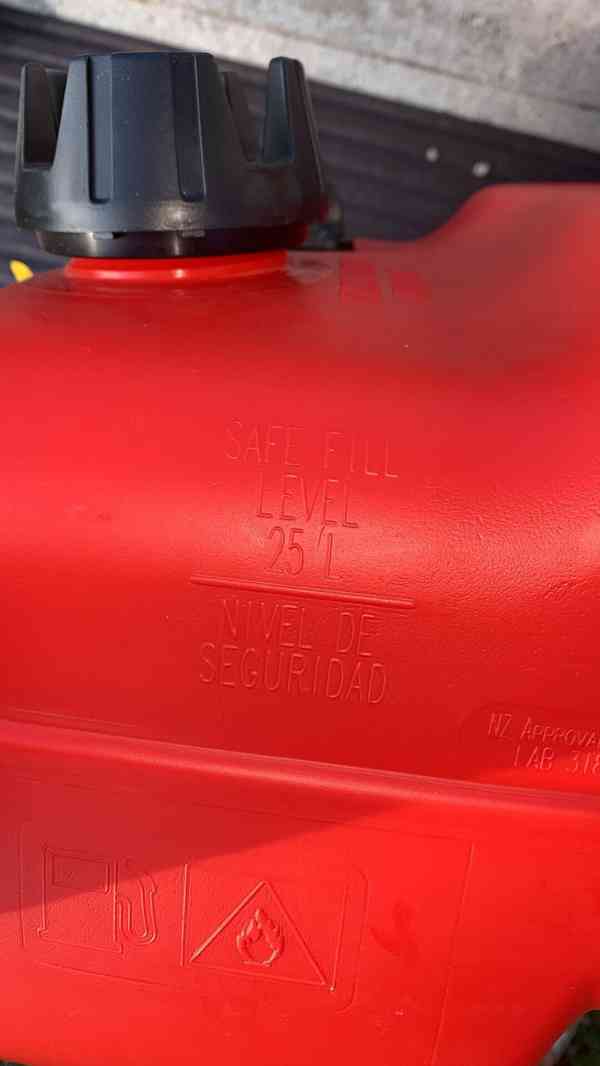 SAFE FILL
LEVEL
25 L
NIVEL DE
SEGURIDAD
NZ APPROVA
LAB 318